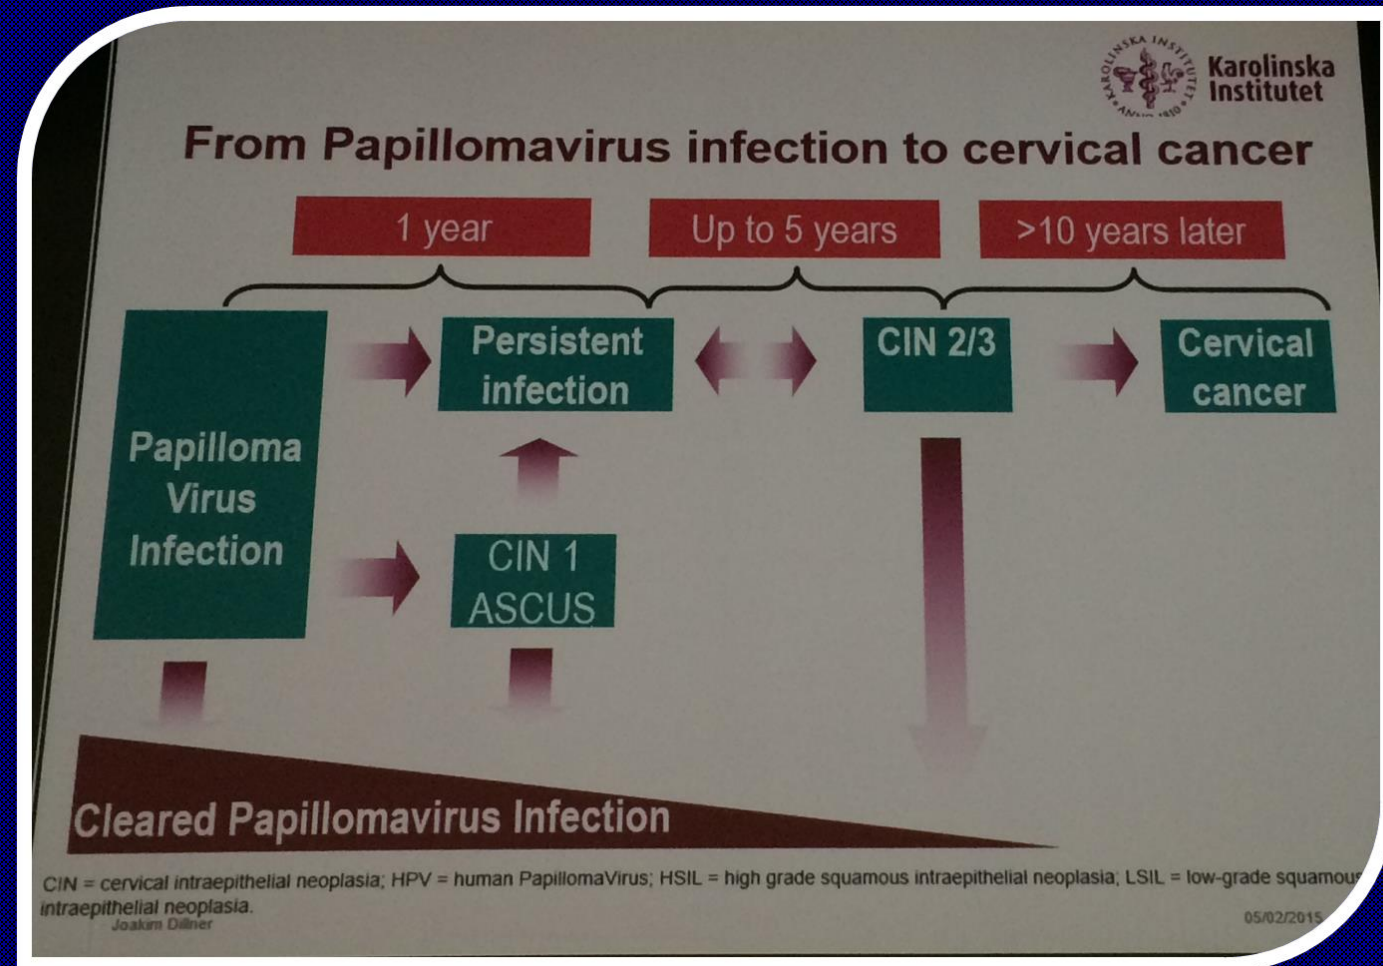 KAROLINSKA INSTITUTET
Karolinska
Institutet
From Papillomavirus infection to cervical cancer
1 year
Up to 5 years
>10 years later
Papilloma
Virus
Infection
Persistent
infection
CIN 2/3
Cervical
cancer
CIN 1
ASCUS
Cleared Papillomavirus Infection
CIN = cervical intraepithelial neoplasia; HPV = human PapillomaVirus; HSIL = high grade squamous intraepithelial neoplasia; LSIL = low-grade squamous
intraepithelial neoplasia.
Joakim Dillner
05/02/2015